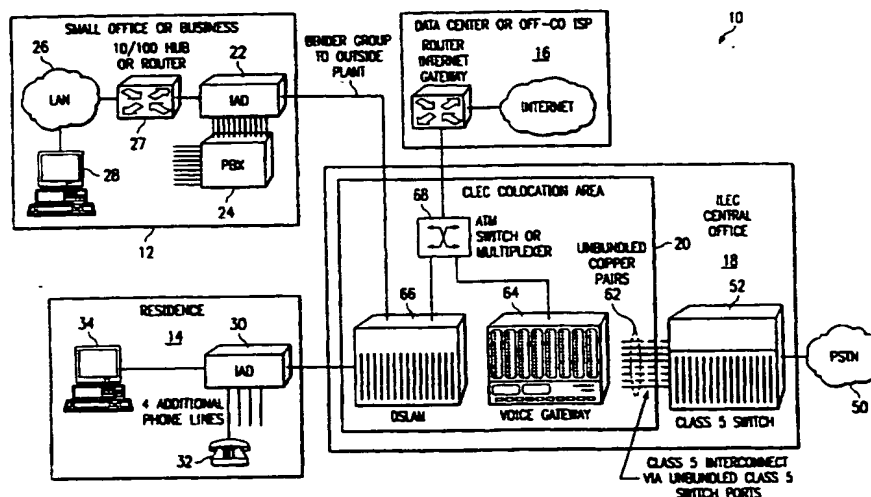 SMALL OFFICE OR BUSINESS
26
10/100 HUB
OR ROUTER
22
LAN
IAD
27
28
PBX
24
12
BINDER GROUP
TO OUTSIDE
PLANT
DATA CENTER OR OFF-CO ISP
ROUTER
INTERNET
GATEWAY
16
INTERNET
10
CLEC COLOCATION AREA
68
ATM
SWITCH OR
MULTIPLEXER
20
ILEC
CENTRAL
OFFICE
18
UNBUNDLED
COPPER
PAIRS
62
52
66
64
DSLAM
VOICE GATEWAY
CLASS 5 SWITCH
PSTN
50
RESIDENCE
34
14
30
IAD
4 ADDITIONAL
PHONE LINES
32
CLASS 5 INTERCONNECT
VIA UNBUNDLED CLASS 5
SWITCH PORTS